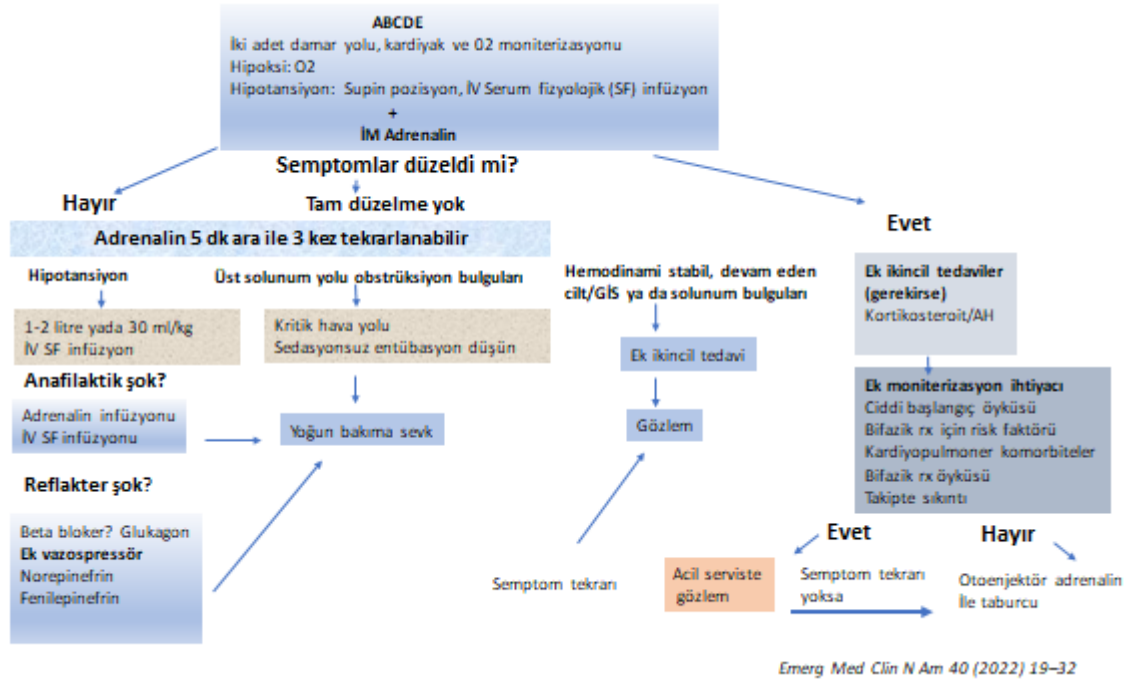 ABCDE
İki adet damar yolu, kardiyak ve 02 moniterizasyonu
Hipoksi: O2
Hipotansiyon: Supin pozisyon, İV Serum fizyolojik (SF) infüzyon
+
İM Adrenalin
Semptomlar düzeldi mi?
Hayır
Tam düzelme yok
Evet
Adrenalin 5 dk ara ile 3 kez tekrarlanabilir
Hipotansiyon
Üst solunum yolu obstrüksiyon bulguları
Hemodinami stabil, devam eden
cilt/GİS ya da solunum bulguları
Ek ikincil tedaviler
(gerekirse)
Kortikosteroit/AH
1-2 litre yada 30 ml/kg
İV SF infüzyon
Kritik hava yolu
Sedasyonsuz entübasyon düşün
Ek ikincil tedavi
Anafilaktik şok?
Adrenalin infüzyonu
İV SF infüzyonu
Yoğun bakıma sevk
Gözlem
Ek moniterizasyon ihtiyacı
Ciddi başlangıç öyküsü
Bifazik rx için risk faktörü
Kardiyopulmoner komorbiteler
Bifazik rx öyküsü
Takipte sıkıntı
Reflakter şok?
Beta bloker? Glukagon
Ek vazospressör
Norepinefrin
Fenilepinefrin
Evet
Hayır
Semptom tekrarı
Acil serviste
gözlem
Semptom tekrarı
yoksa
Otoenjektör adrenalin
İle taburcu
Emerg Med Clin N Am 40 (2022) 19–32